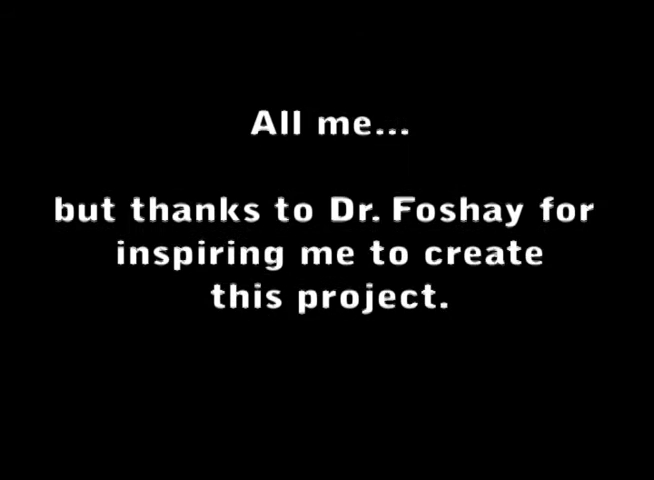 All me...
but thanks to Dr. Foshay for
inspiring me to create
this project.